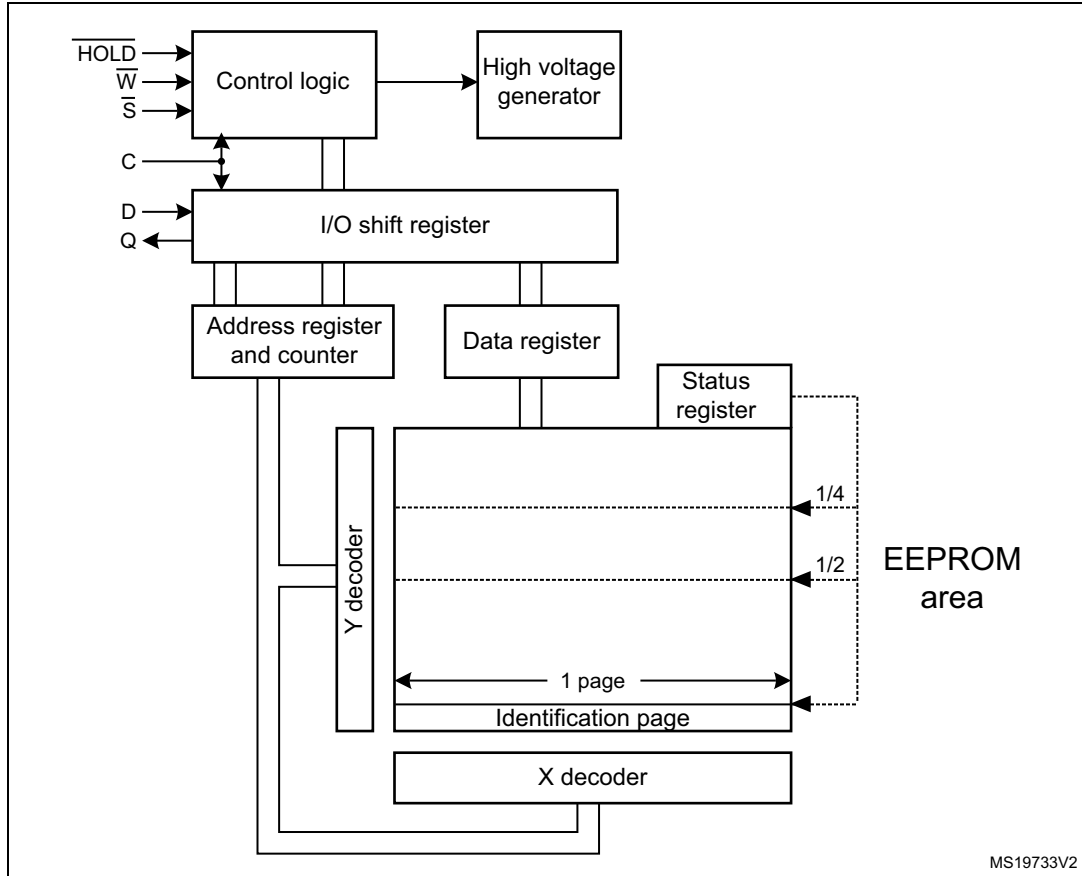 H̅O̅L̅D̅
W̅
S̅
C
D
Q
Control logic
High voltage
generator
I/O shift register
Address register
and counter
Data register
Status
register
Y decoder
1/4
1/2
EEPROM
area
1 page
Identification page
X decoder
MS19733V2